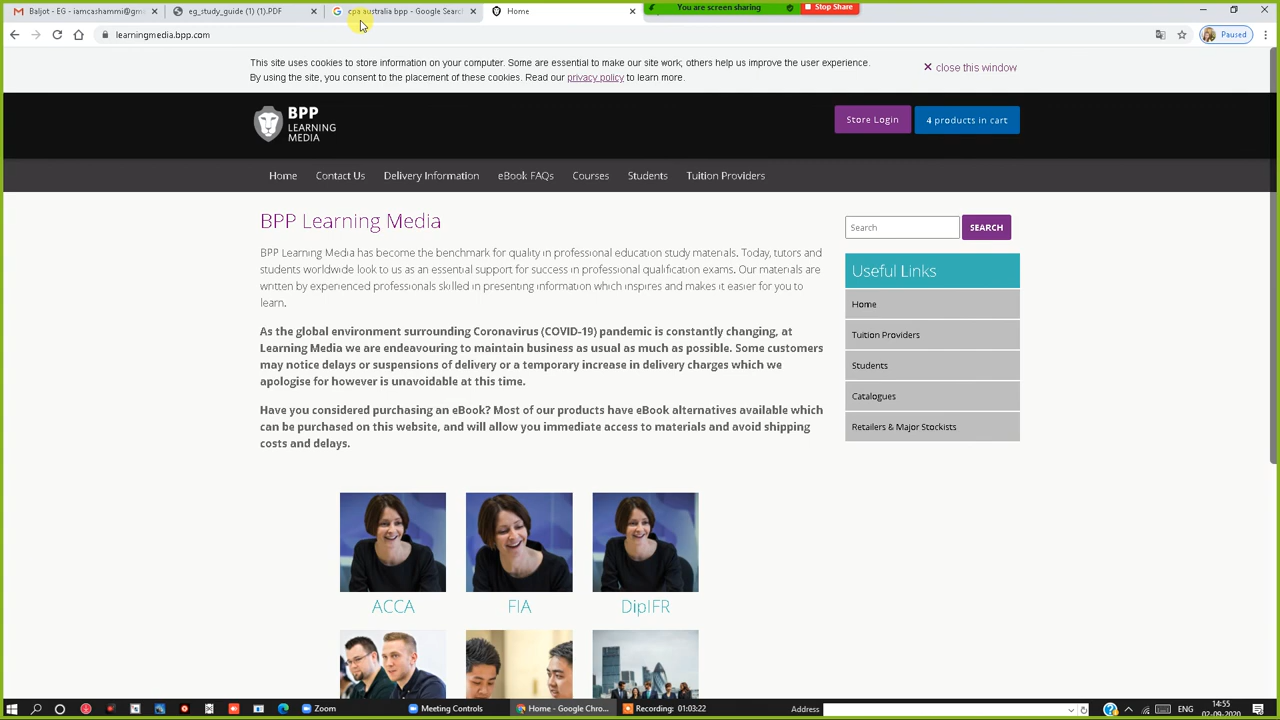 Baljot - EG - iamcashammi@gm
eg_study_guide (1) (1).PDF
cpa australia bpp - Google Search
Home
You are screen sharing
Stop Share
learningmedia.bpp.com
Paused
This site uses cookies to store information on your computer. Some are essential to make our site work; others help us improve the user experience.
By using the site, you consent to the placement of these cookies. Read our privacy policy to learn more.
close this window
BPP
LEARNING
MEDIA
Store Login
4 products in cart
Home
Contact Us
Delivery Information
eBook FAQs
Courses
Students
Tuition Providers
BPP Learning Media
BPP Learning Media has become the benchmark for quality in professional education study materials. Today, tutors and
students worldwide look to us as an essential support for success in professional qualification exams. Our materials are
written by experienced professionals skilled in presenting information which inspires and makes it easier for you to
learn.
As the global environment surrounding Coronavirus (COVID-19) pandemic is constantly changing, at
Learning Media we are endeavouring to maintain business as usual as much as possible. Some customers
may notice delays or suspensions of delivery or a temporary increase in delivery charges which we
apologise for however is unavoidable at this time.
Have you considered purchasing an eBook? Most of our products have eBook alternatives available which
can be purchased on this website, and will allow you immediate access to materials and avoid shipping
costs and delays.
Search
SEARCH
Useful Links
Home
Tuition Providers
Students
Catalogues
Retailers & Major Stockists
ACCA
FIA
DipIFR
Zoom
Meeting Controls
Home - Google Chro...
Recording: 01:03:22
Address
ENG
14:55
02-09-2020